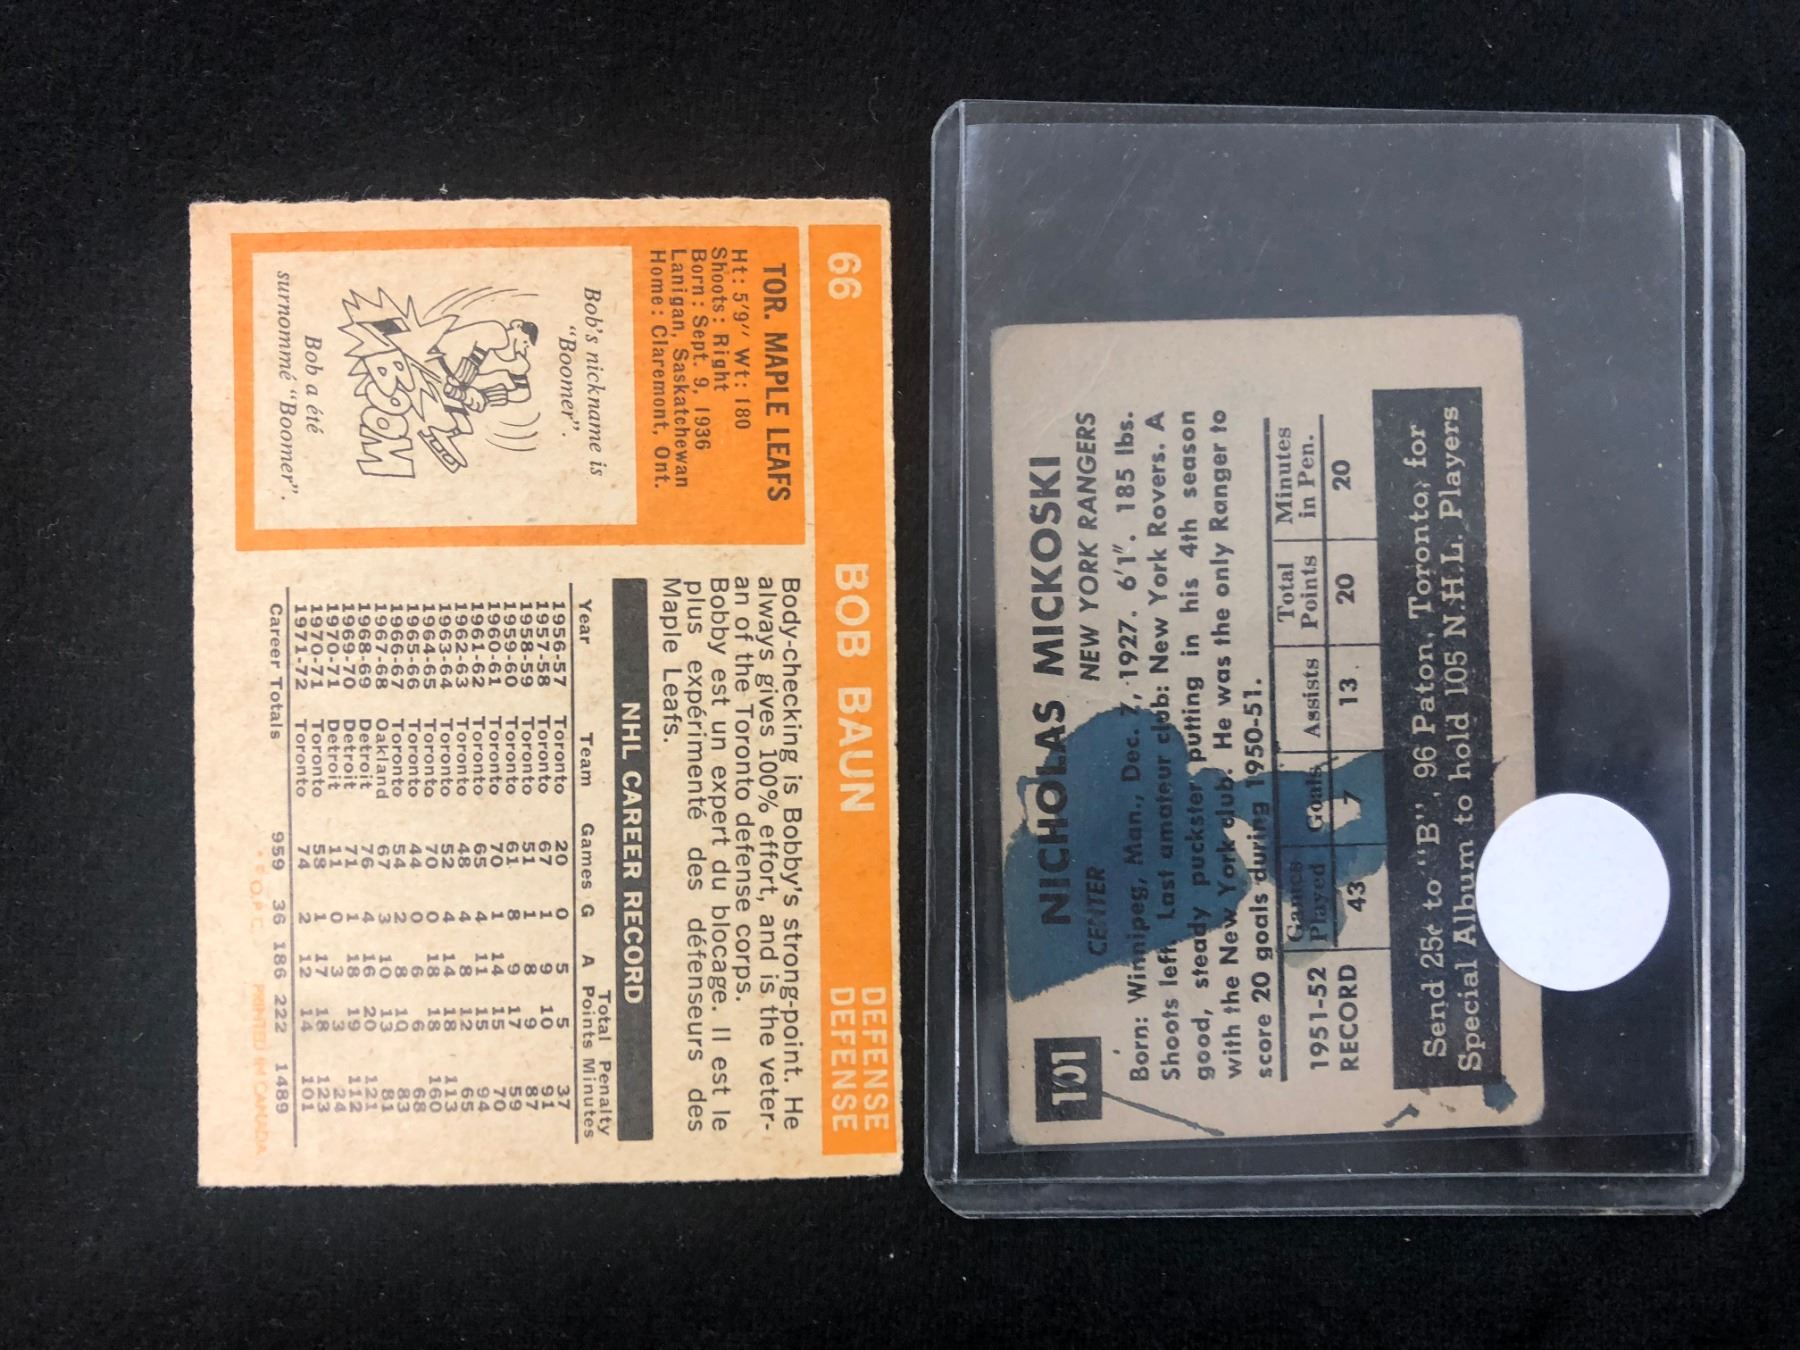 66 BOB BAUN DEFENSE
DEFENSE
TOR. MAPLE LEAFS
Ht: 5'9'' Wt: 180
Shoots: Right
Born: Sept. 9, 1936
Lanigan, Saskatchewan
Home: Claremont, Ont.
Bob's nickname is
"Boomer".
BOOM
Bob a été
surnommé "Boomer".
Body-checking is Bobby's strong-point. He
always gives 100% effort, and is the veter-
an of the Toronto defense corps.
Bobby est un expert du blocage. Il est le
plus expérimenté des défenseurs des
Maple Leafs.
NHL CAREER RECORD
Year Team Games G A Total Points Penalty Minutes
1956-57 Toronto 20 0 5 5 37
1957-58 Toronto 67 1 9 10 91
1958-59 Toronto 51 1 8 9 87
1959-60 Toronto 61 8 9 17 59
1960-61 Toronto 70 1 14 15 70
1961-62 Toronto 65 4 11 15 94
1962-63 Toronto 48 4 8 12 65
1963-64 Toronto 52 4 14 18 113
1964-65 Toronto 70 0 18 18 160
1965-66 Toronto 44 0 6 6 68
1966-67 Toronto 54 2 8 10 83
1967-68 Oakland 67 3 10 13 81
1968-69 Detroit 76 4 16 20 121
1969-70 Detroit 71 1 18 19 112
1970-71 Detroit 11 0 3 3 24
1970-71 Toronto 58 1 17 18 123
1971-72 Toronto 74 2 12 14 101
Career Totals 959 36 186 222 1489
* O.P.C. PRINTED IN CANADA
101 NICHOLAS MICKOSKI
CENTER NEW YORK RANGERS
Born: Winnipeg, Man., Dec. 7, 1927. 6'1". 185 lbs.
Shoots left. Last amateur club: New York Rovers. A
good, steady puckster putting in his 4th season
with the New York club. He was the only Ranger to
score 20 goals during 1950-51.
1951-52 RECORD
Games Played Goals Assists Total Points Minutes in Pen.
43 7 13 20 20
Send 25¢ to "B", 96 Paton, Toronto, for
Special Album to hold 105 N.H.L. Players